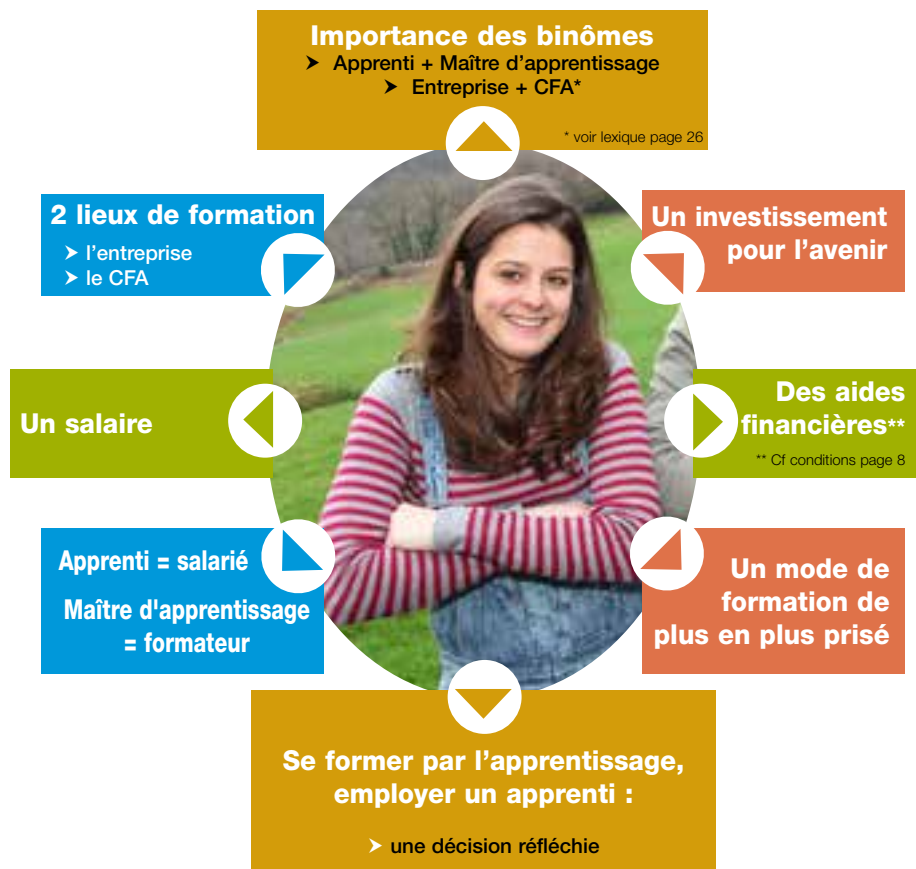 Importance des binômes
➤ Apprenti + Maître d'apprentissage
➤ Entreprise + CFA*
* voir lexique page 26
2 lieux de formation
➤ l'entreprise
➤ le CFA
Un investissement
pour l'avenir
Un salaire
Des aides
financières**
** Cf conditions page 8
Apprenti = salarié
Maître d'apprentissage
= formateur
Un mode de
formation de
plus en plus prisé
Se former par l'apprentissage,
employer un apprenti :
➤ une décision réfléchie